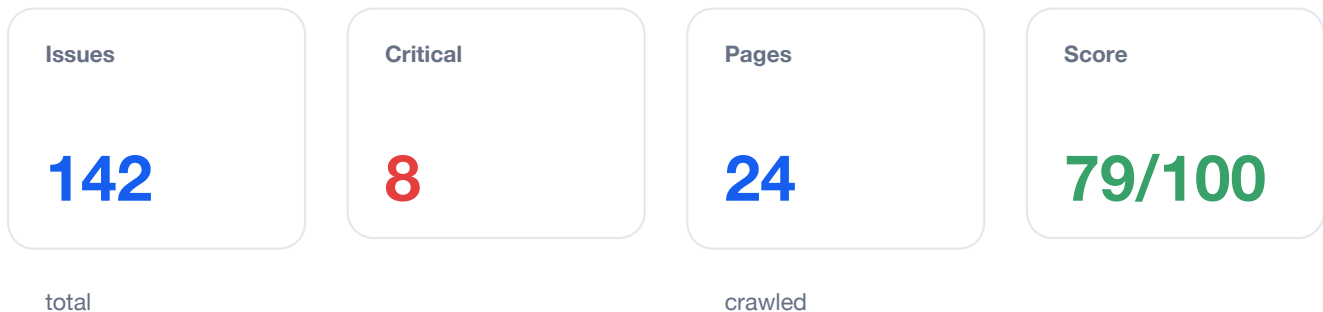 Issues
142
total
Critical
8
Pages
24
crawled
Score
79/100